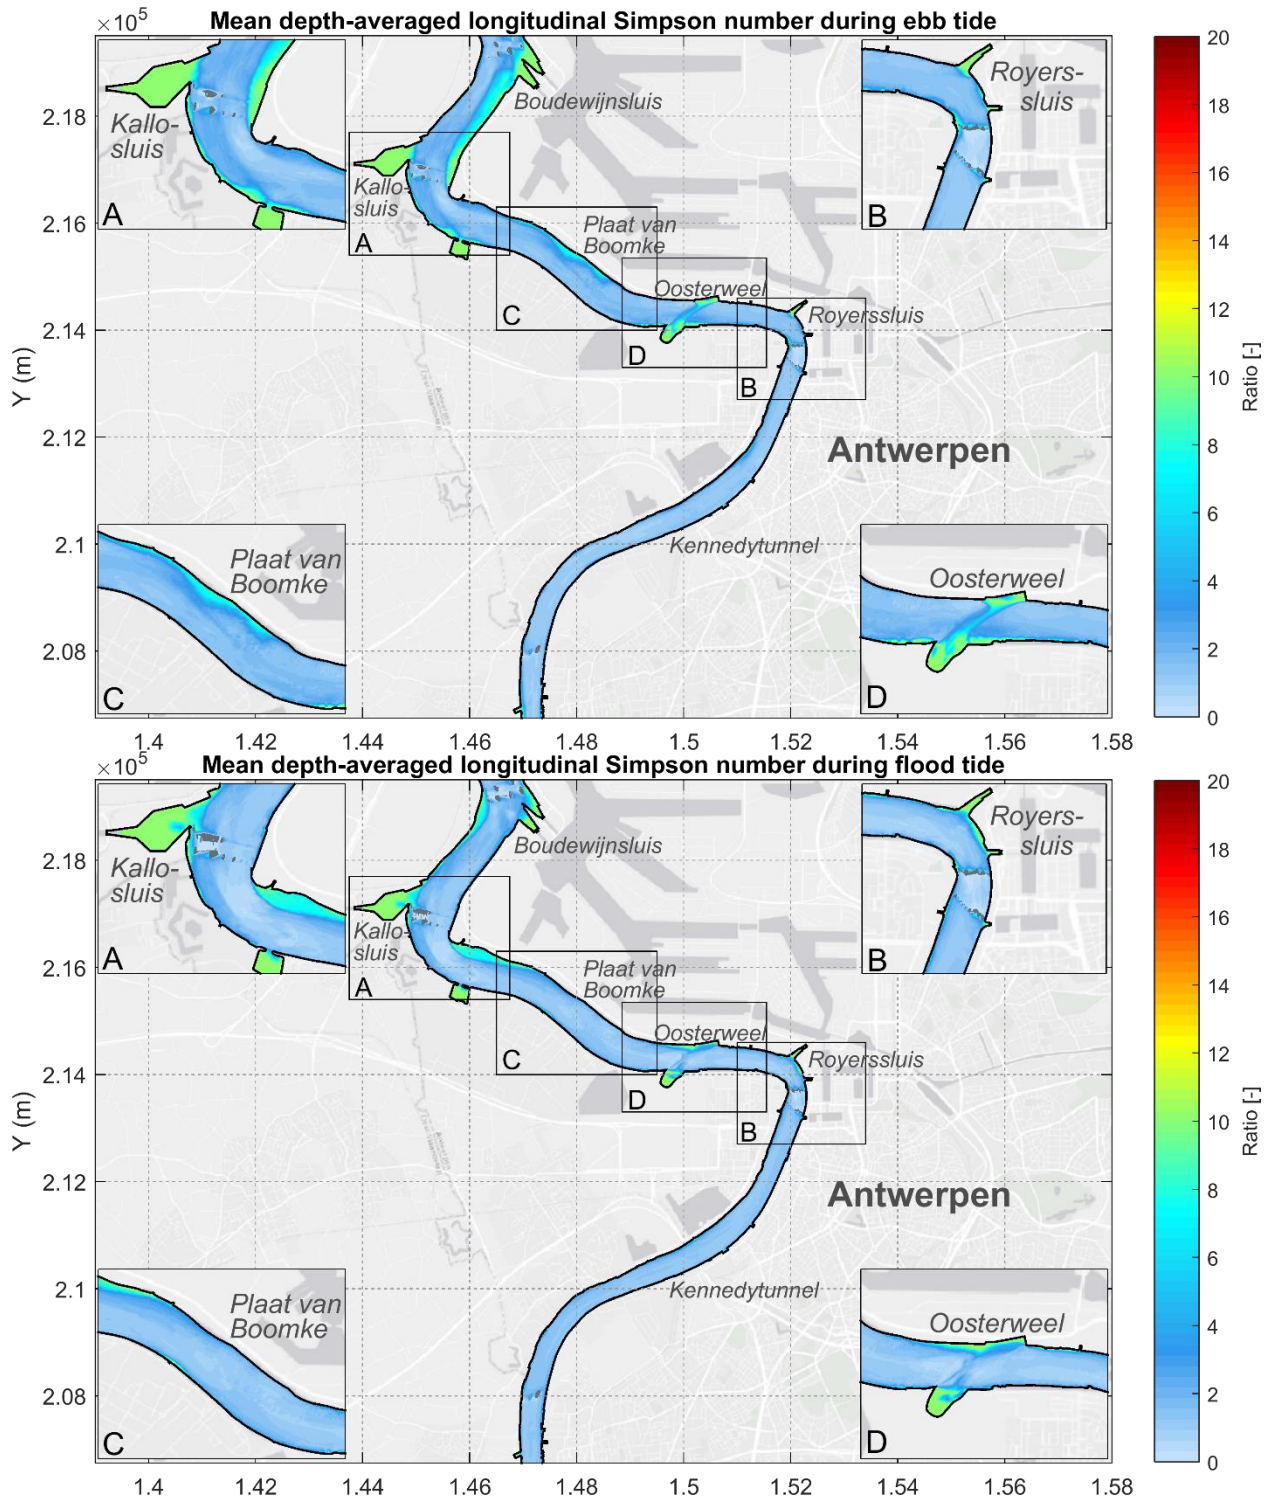 Mean depth-averaged longitudinal Simpson number during ebb tide
×10⁵
20
18
16
14
12
10
8
6
4
2
0
Ratio [-]
2.18
2.16
2.14
2.12
2.1
2.08
Y (m)
Kallo-
sluis
A
Boudewijnsluis
Royers-
sluis
B
Kallo-
sluis
A
Plaat van
Boomke
C
Oosterweel
D
Royerssluis
B
Antwerpen
Kennedytunnel
Plaat van
Boomke
C
Oosterweel
D
1.4
1.42
1.44
1.46
1.48
1.5
1.52
1.54
1.56
1.58
Mean depth-averaged longitudinal Simpson number during flood tide
×10⁵
20
18
16
14
12
10
8
6
4
2
0
Ratio [-]
2.18
2.16
2.14
2.12
2.1
2.08
Y (m)
Kallo-
sluis
A
Boudewijnsluis
Royers-
sluis
B
Kallo-
sluis
A
Plaat van
Boomke
C
Oosterweel
D
Royerssluis
B
Antwerpen
Kennedytunnel
Plaat van
Boomke
C
Oosterweel
D
1.4
1.42
1.44
1.46
1.48
1.5
1.52
1.54
1.56
1.58